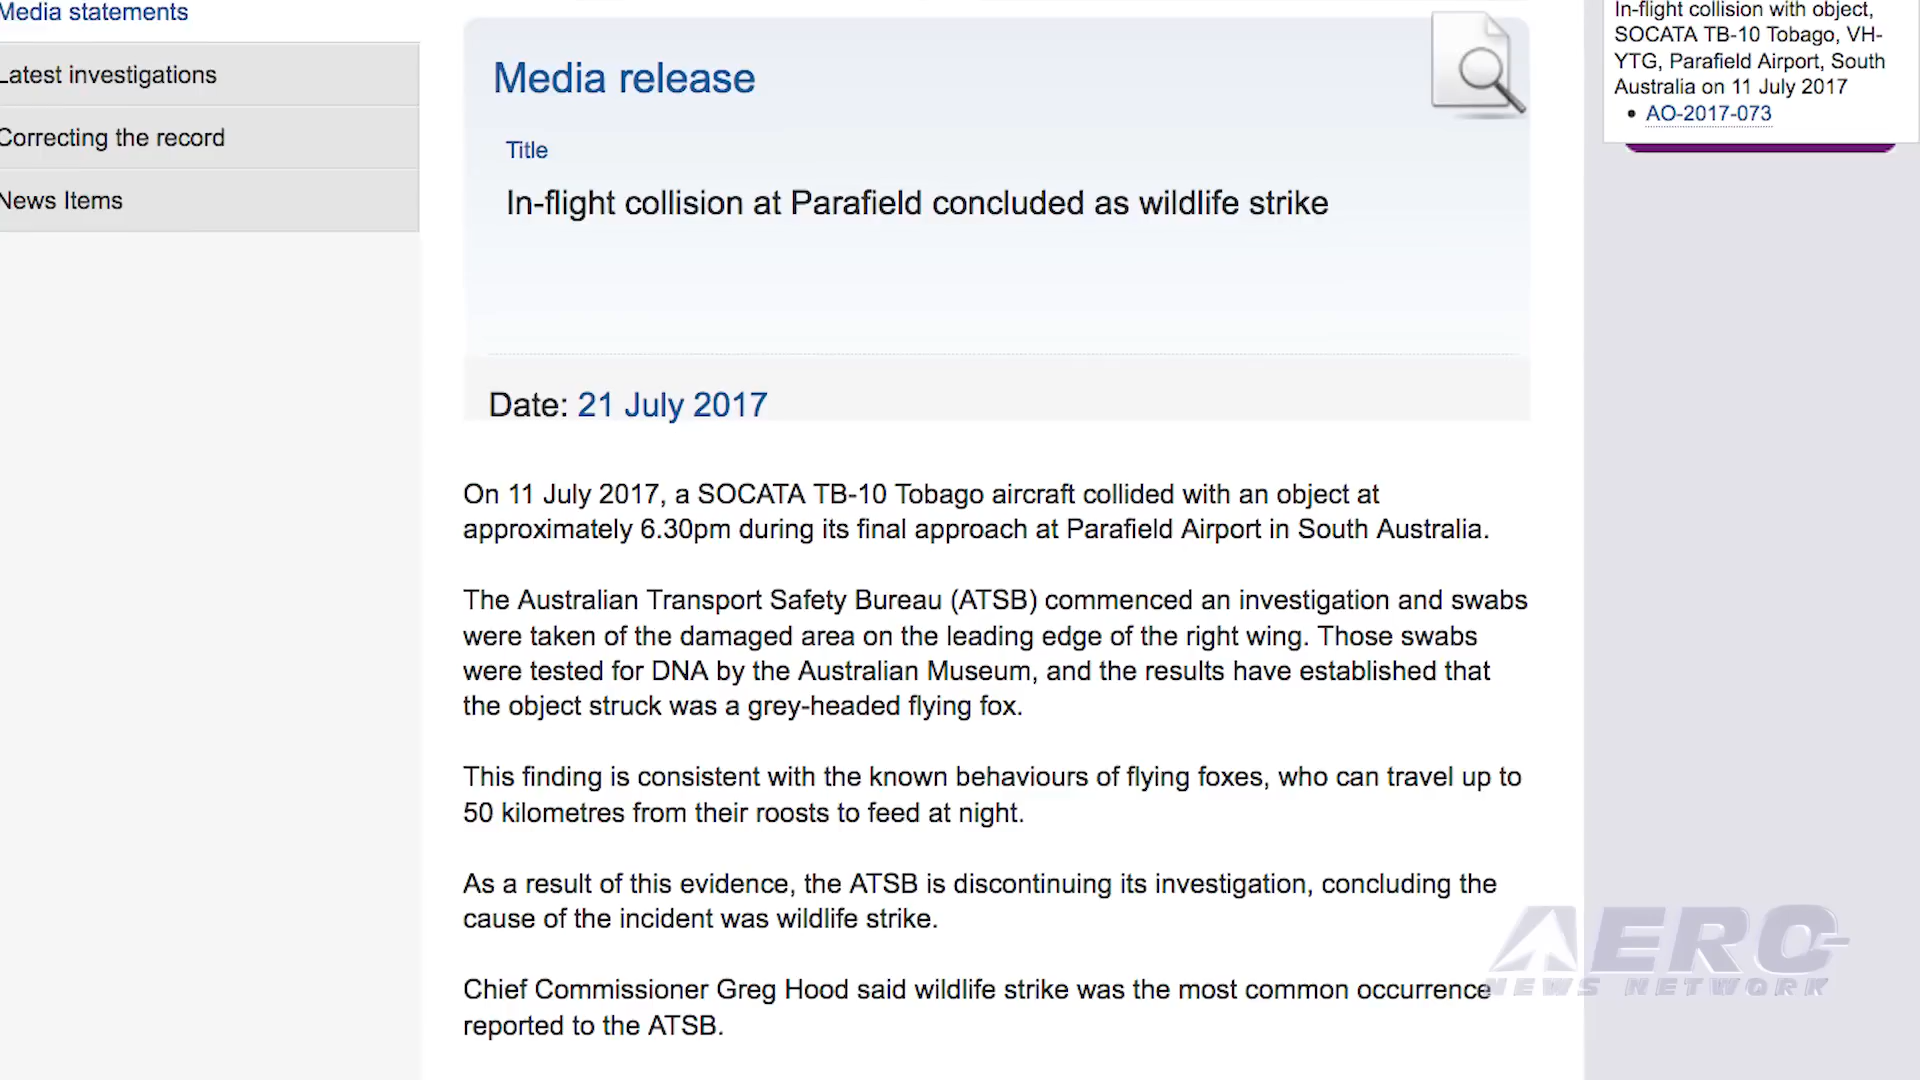 Media statements
Latest investigations
Correcting the record
News Items
Media release
Title
In-flight collision at Parafield concluded as wildlife strike
Date: 21 July 2017
On 11 July 2017, a SOCATA TB-10 Tobago aircraft collided with an object at
approximately 6.30pm during its final approach at Parafield Airport in South Australia.
The Australian Transport Safety Bureau (ATSB) commenced an investigation and swabs
were taken of the damaged area on the leading edge of the right wing. Those swabs
were tested for DNA by the Australian Museum, and the results have established that
the object struck was a grey-headed flying fox.
This finding is consistent with the known behaviours of flying foxes, who can travel up to
50 kilometres from their roosts to feed at night.
As a result of this evidence, the ATSB is discontinuing its investigation, concluding the
cause of the incident was wildlife strike.
Chief Commissioner Greg Hood said wildlife strike was the most common occurrence
reported to the ATSB.
In-flight collision with object,
SOCATA TB-10 Tobago, VH-
YTG, Parafield Airport, South
Australia on 11 July 2017
• AO-2017-073
AERO-
NEWS NETWORK